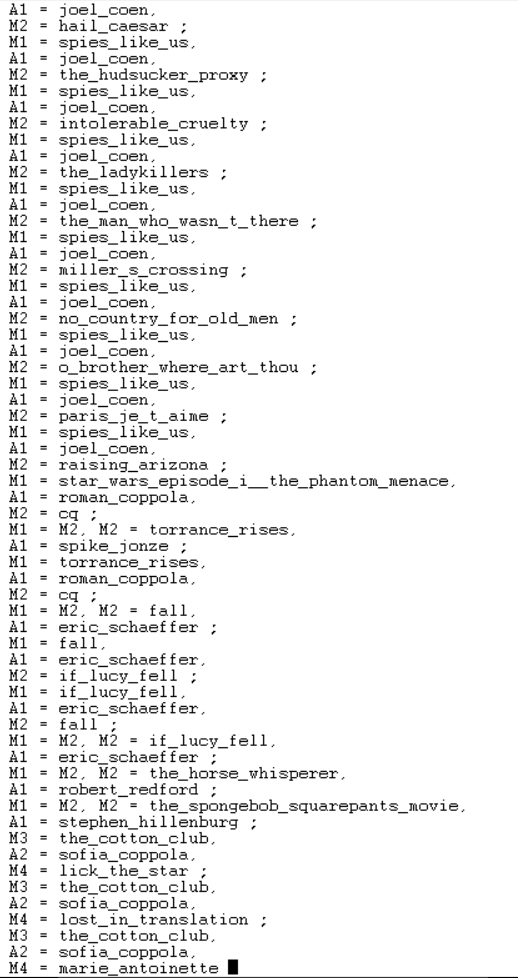 A1 = joel_coen,
M2 = hail_caesar ;
M1 = spies_like_us,
A1 = joel_coen,
M2 = the_hudsucker_proxy ;
M1 = spies_like_us,
A1 = joel_coen,
M2 = intolerable_cruelty ;
M1 = spies_like_us,
A1 = joel_coen,
M2 = the_ladykillers ;
M1 = spies_like_us,
A1 = joel_coen,
M2 = the_man_who_wasn_t_there ;
M1 = spies_like_us,
A1 = joel_coen,
M2 = miller_s_crossing ;
M1 = spies_like_us,
A1 = joel_coen,
M2 = no_country_for_old_men ;
M1 = spies_like_us,
A1 = joel_coen,
M2 = o_brother_where_art_thou ;
M1 = spies_like_us,
A1 = joel_coen,
M2 = paris_je_t_aime ;
M1 = spies_like_us,
A1 = joel_coen,
M2 = raising_arizona ;
M1 = star_wars_episode_i__the_phantom_menace,
A1 = roman_coppola,
M2 = cq ;
M1 = M2, M2 = torrance_rises,
A1 = spike_jonze ;
M1 = torrance_rises,
A1 = roman_coppola,
M2 = cq ;
M1 = M2, M2 = fall,
A1 = eric_schaeffer ;
M1 = fall,
A1 = eric_schaeffer,
M2 = if_lucy_fell ;
M1 = if_lucy_fell,
A1 = eric_schaeffer,
M2 = fall ;
M1 = M2, M2 = if_lucy_fell,
A1 = eric_schaeffer ;
M1 = M2, M2 = the_horse_whisperer,
A1 = robert_redford ;
M1 = M2, M2 = the_spongebob_squarepants_movie,
A1 = stephen_hillenburg ;
M3 = the_cotton_club,
A2 = sofia_coppola,
M4 = lick_the_star ;
M3 = the_cotton_club,
A2 = sofia_coppola,
M4 = lost_in_translation ;
M3 = the_cotton_club,
A2 = sofia_coppola,
M4 = marie_antoinette